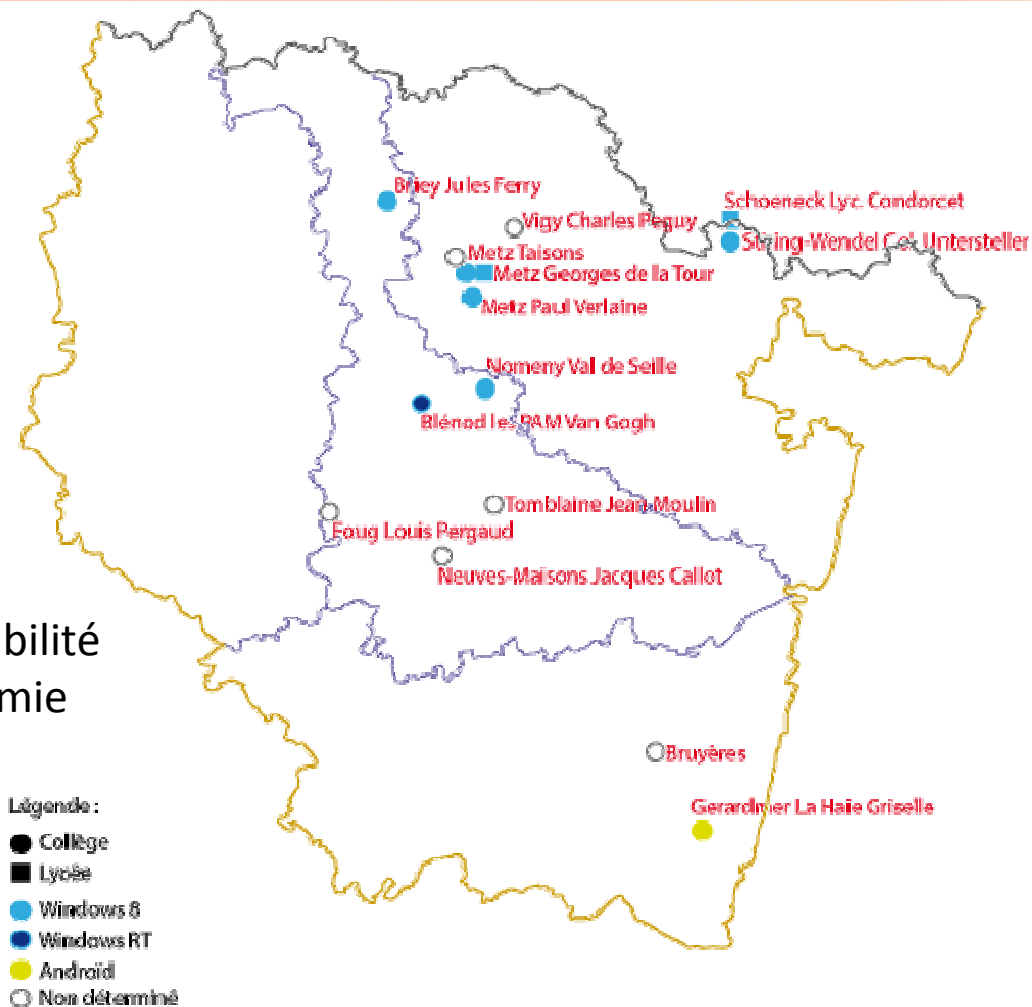 Briey Jules Ferry
Schoeneck Lyc. Condorcet
Vigy Charles Peguy
Stiring-Wendel Col. Untersteller
Metz Taisons
Metz Georges de la Tour
Metz Paul Verlaine
Nomeny Val de Seille
Blénod les PAM Van Gogh
Tomblaine Jean Moulin
Foug Louis Pergaud
Neuves-Maisons Jacques Callot
bilité
mie
Bruyères
Gerardmer La Haie Griselle
Légende :
Collège
Lycée
Windows 8
Windows RT
Androïd
Non déterminé